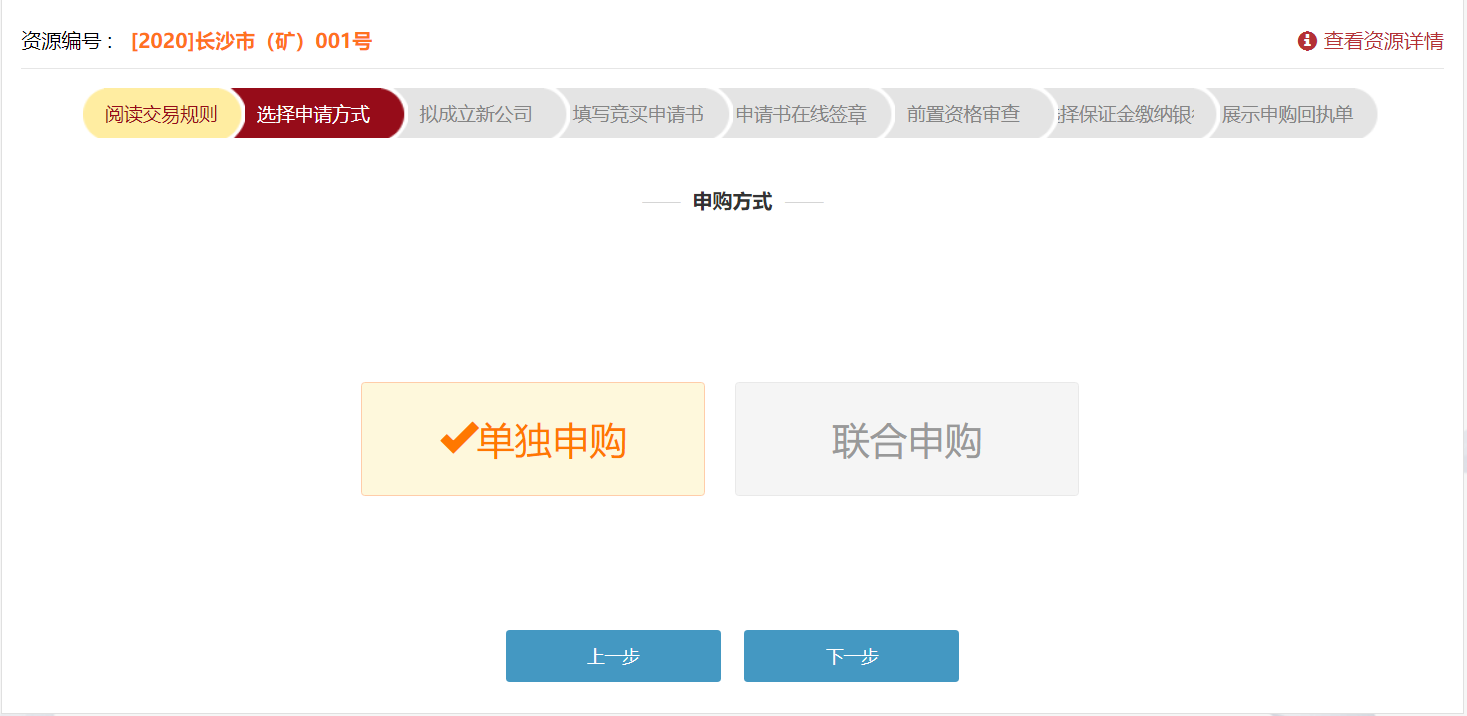 资源编号： [2020]长沙市（矿）001号 查看资源详情
阅读交易规则 选择申请方式 拟成立新公司 填写竞买申请书 申请书在线签章 前置资格审查 择保证金缴纳银 展示申购回执单
申购方式
单独申购 联合申购
上一步 下一步